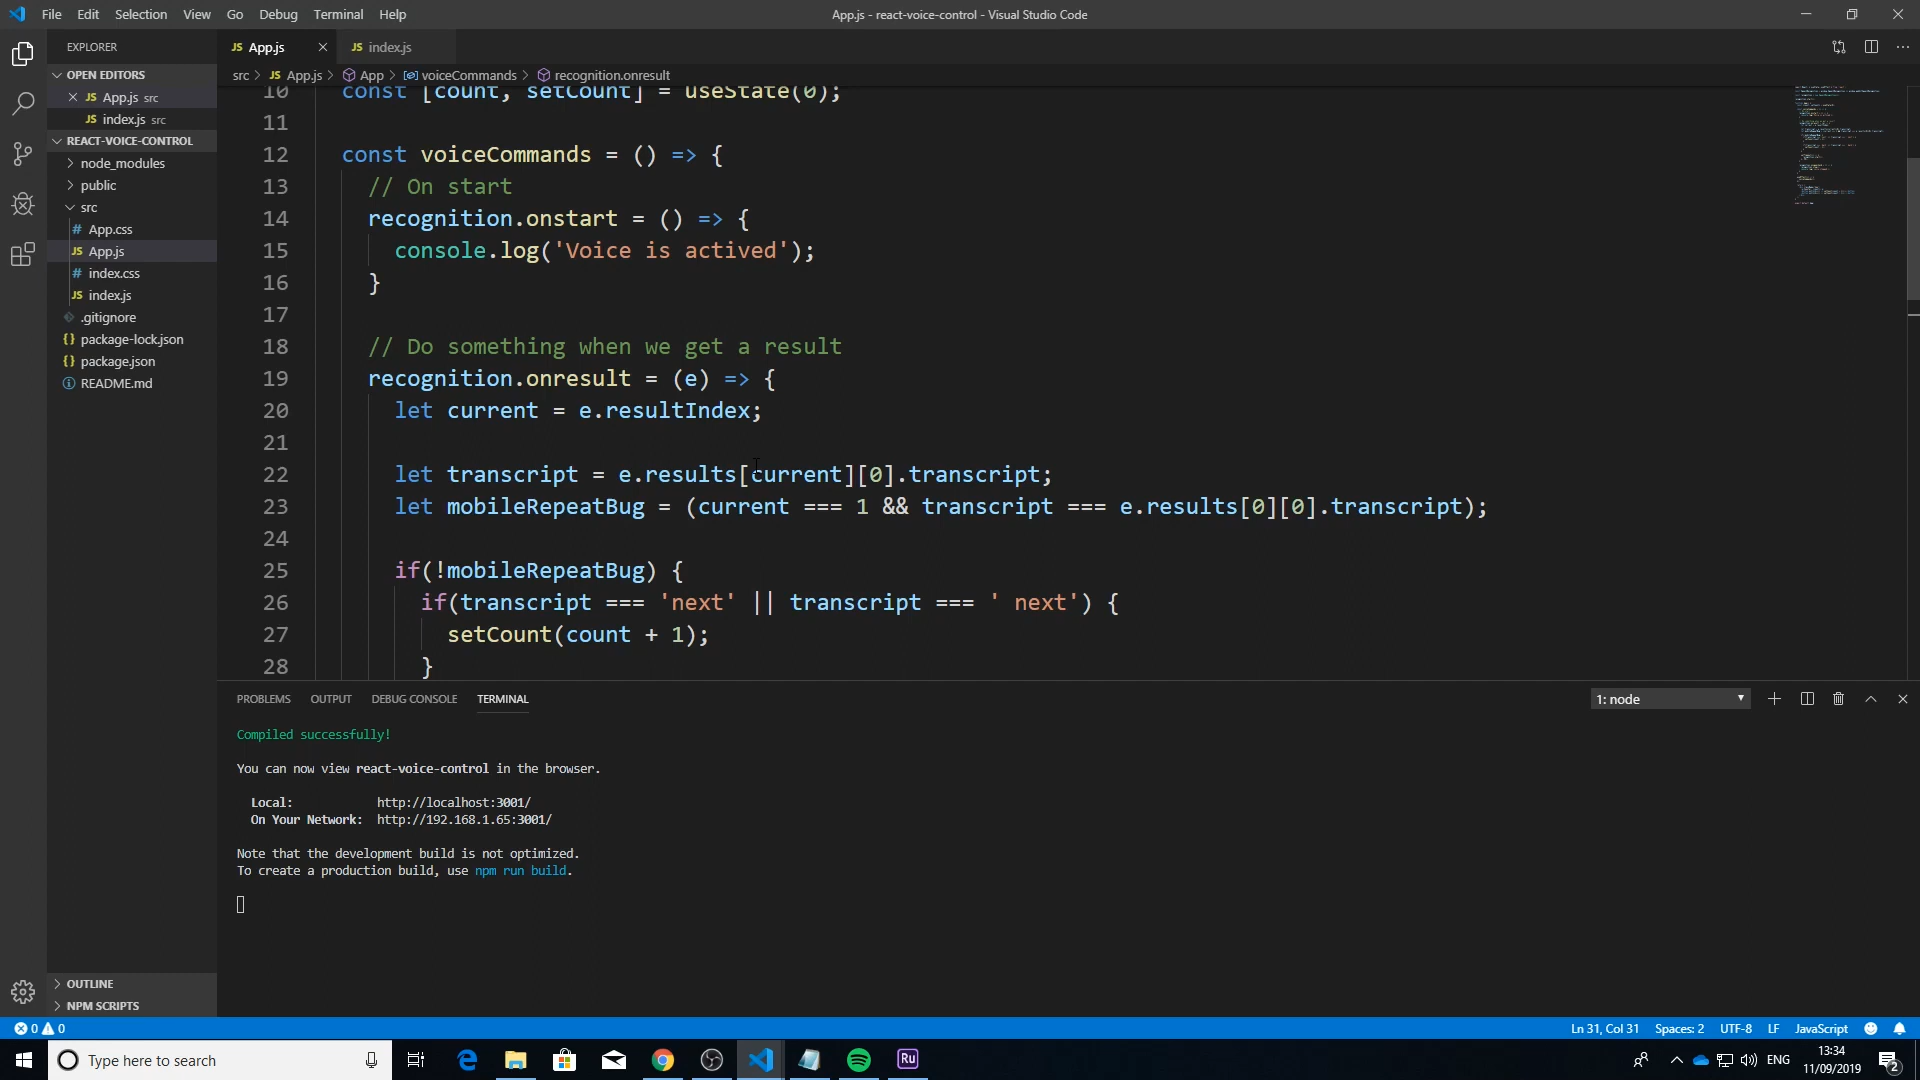 File Edit Selection View Go Debug Terminal Help
App.js - react-voice-control - Visual Studio Code
EXPLORER
OPEN EDITORS
JS App.js src
JS index.js src
REACT-VOICE-CONTROL
node_modules
public
src
# App.css
JS App.js
# index.css
JS index.js
.gitignore
{} package-lock.json
{} package.json
README.md
OUTLINE
NPM SCRIPTS
JS App.js
JS index.js
src > JS App.js > App > voiceCommands > recognition.onresult
10 const [count, setCount] = useState(0);
11
12 const voiceCommands = () => {
13 // On start
14 recognition.onstart = () => {
15 console.log('Voice is actived');
16 }
17
18 // Do something when we get a result
19 recognition.onresult = (e) => {
20 let current = e.resultIndex;
21
22 let transcript = e.results[current][0].transcript;
23 let mobileRepeatBug = (current === 1 && transcript === e.results[0][0].transcript);
24
25 if(!mobileRepeatBug) {
26 if(transcript === 'next' || transcript === ' next') {
27 setCount(count + 1);
28 }
PROBLEMS OUTPUT DEBUG CONSOLE TERMINAL
1: node
Compiled successfully!
You can now view react-voice-control in the browser.
Local: http://localhost:3001/
On Your Network: http://192.168.1.65:3001/
Note that the development build is not optimized.
To create a production build, use npm run build.
0 0
Ln 31, Col 31 Spaces: 2 UTF-8 LF JavaScript
Type here to search
Ru
ENG
13:34
11/09/2019
2